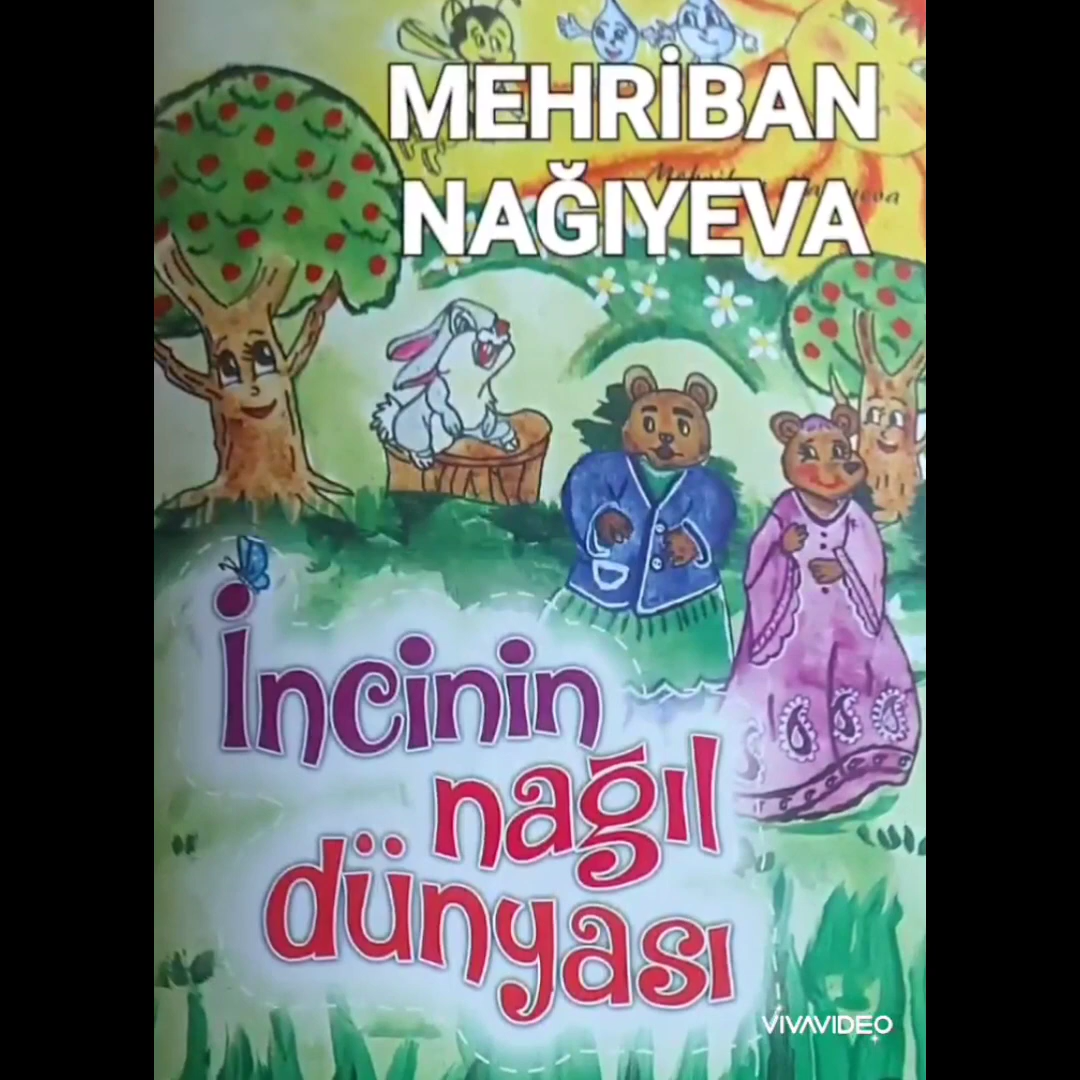 MEHRİBAN
NAĞIYEVA
İncinin
nağıl
dünyası
VIVAVIDEO